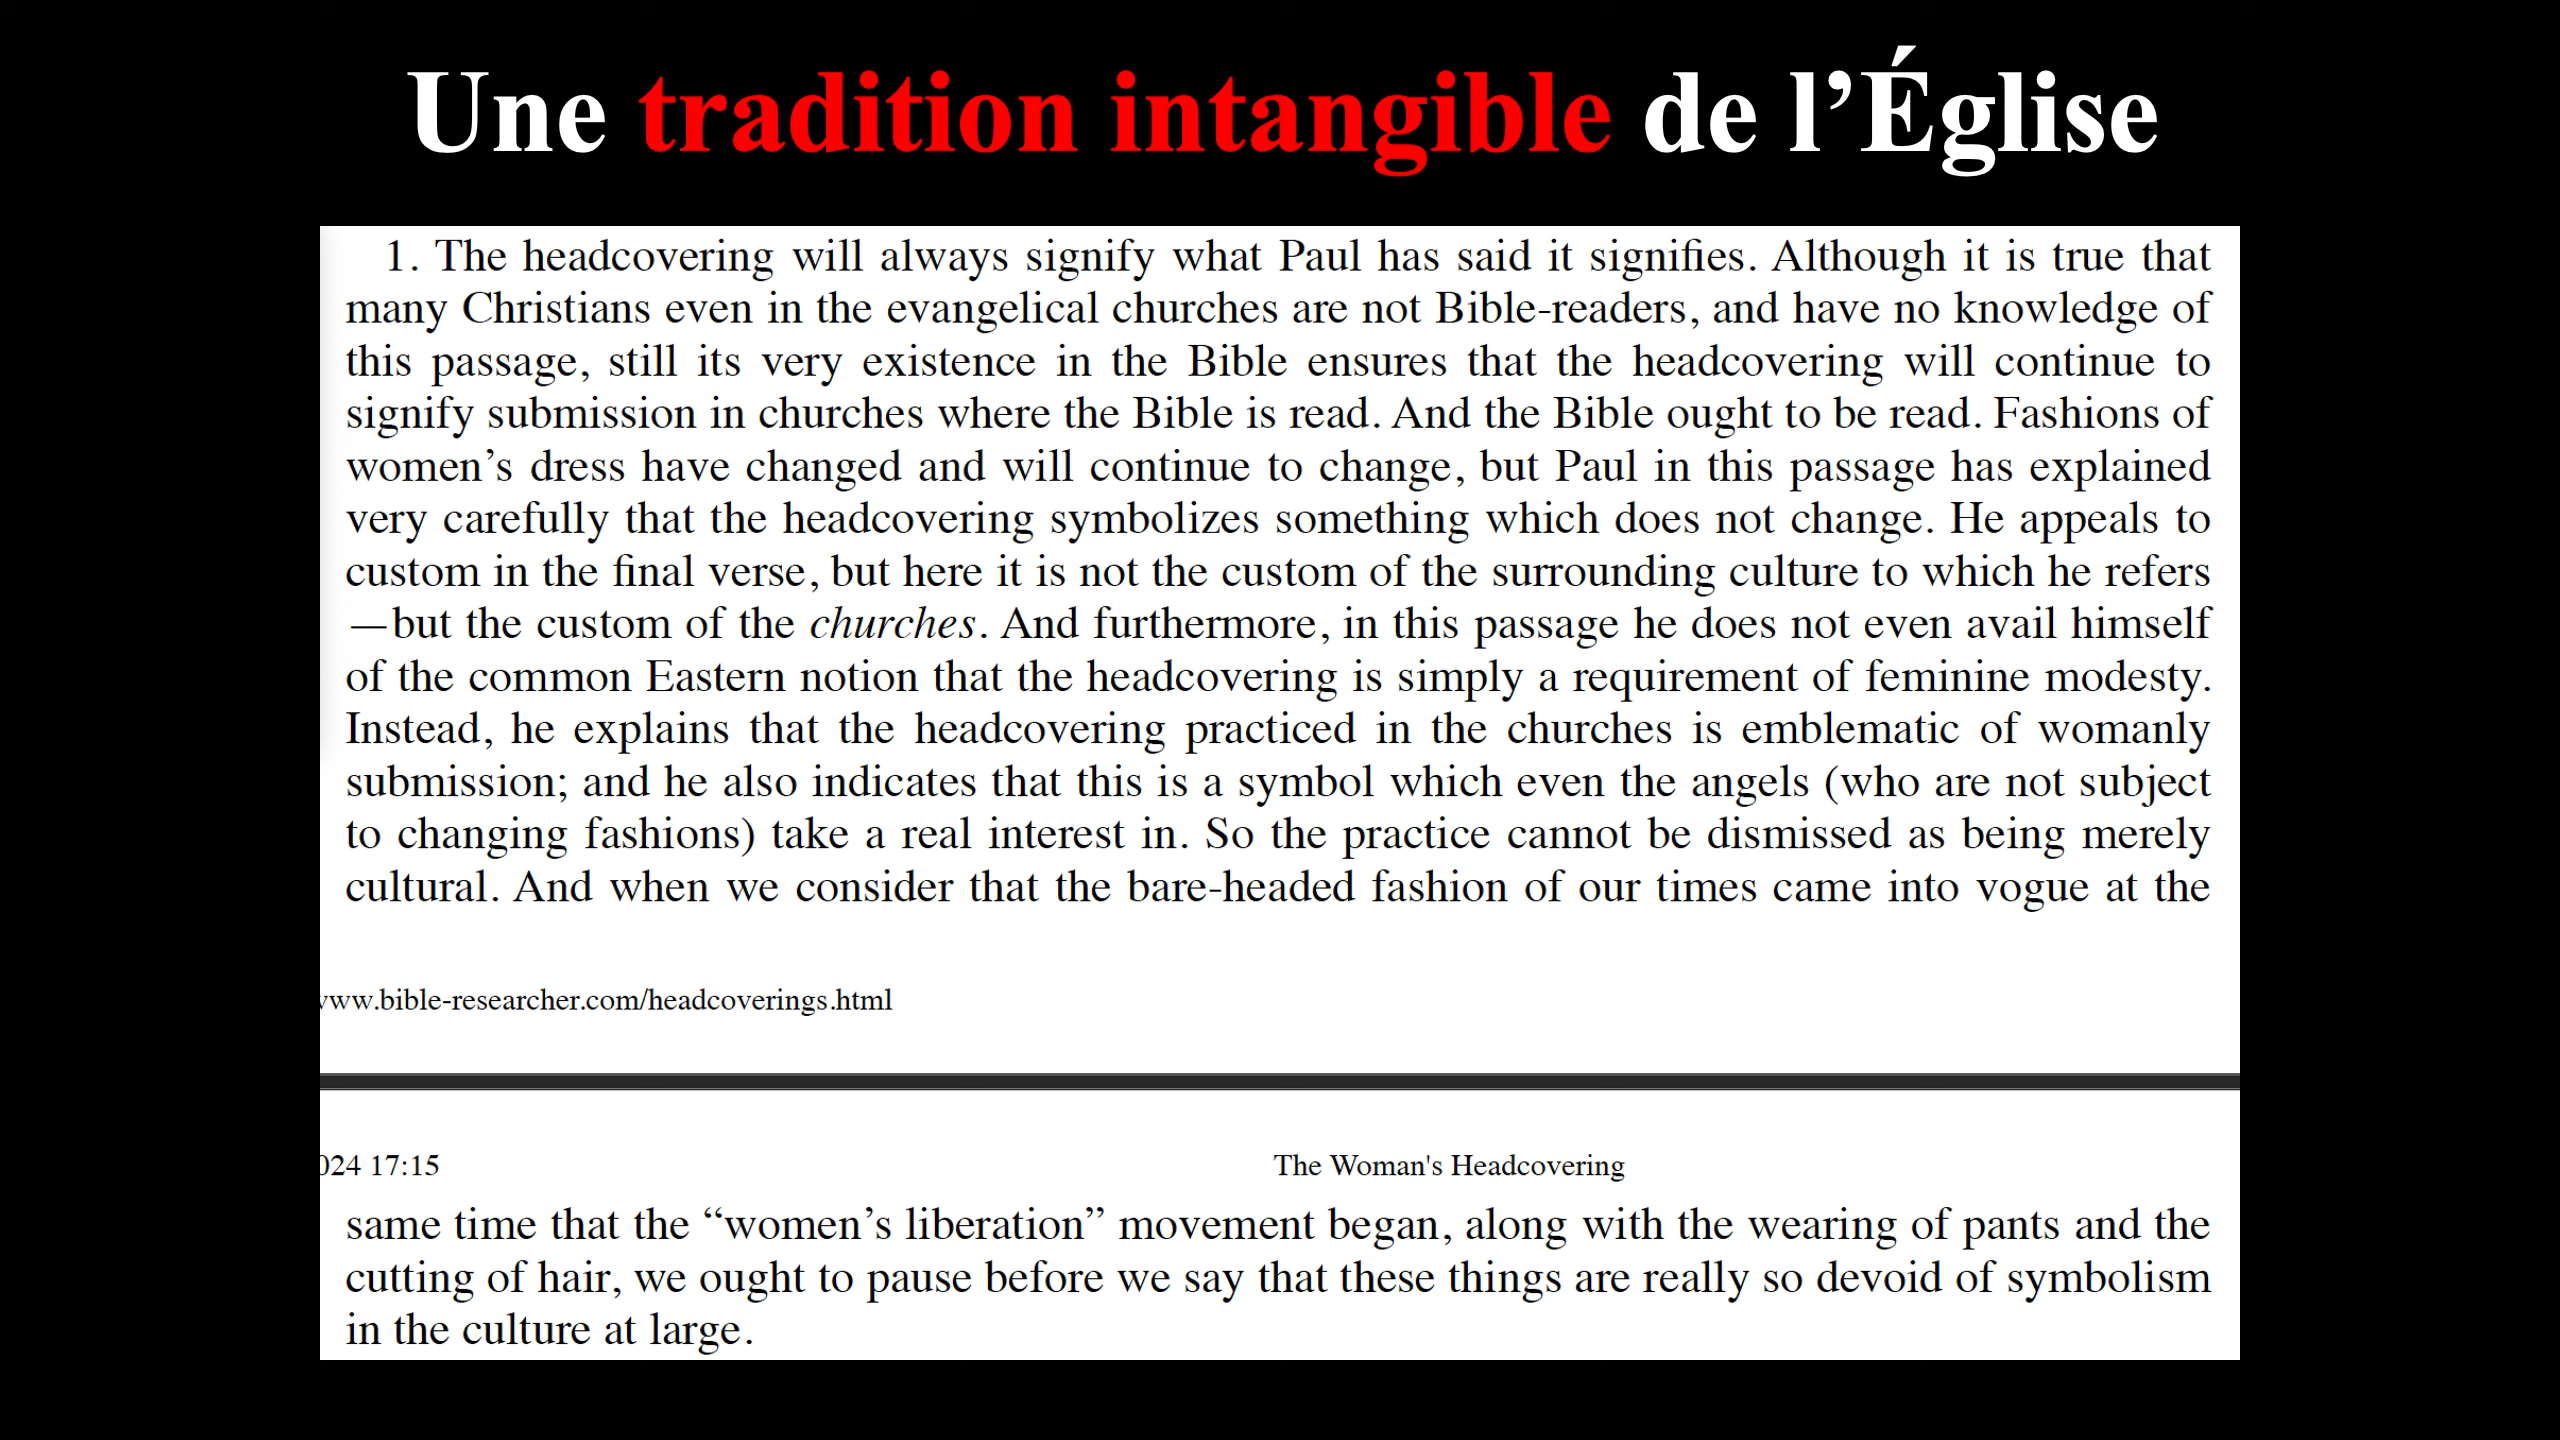 Une tradition intangible de l’Église
1. The headcovering will always signify what Paul has said it signifies. Although it is true that
many Christians even in the evangelical churches are not Bible-readers, and have no knowledge of
this passage, still its very existence in the Bible ensures that the headcovering will continue to
signify submission in churches where the Bible is read. And the Bible ought to be read. Fashions of
women’s dress have changed and will continue to change, but Paul in this passage has explained
very carefully that the headcovering symbolizes something which does not change. He appeals to
custom in the final verse, but here it is not the custom of the surrounding culture to which he refers
—but the custom of the churches. And furthermore, in this passage he does not even avail himself
of the common Eastern notion that the headcovering is simply a requirement of feminine modesty.
Instead, he explains that the headcovering practiced in the churches is emblematic of womanly
submission; and he also indicates that this is a symbol which even the angels (who are not subject
to changing fashions) take a real interest in. So the practice cannot be dismissed as being merely
cultural. And when we consider that the bare-headed fashion of our times came into vogue at the
www.bible-researcher.com/headcoverings.html
024 17:15 The Woman's Headcovering
same time that the “women’s liberation” movement began, along with the wearing of pants and the
cutting of hair, we ought to pause before we say that these things are really so devoid of symbolism
in the culture at large.